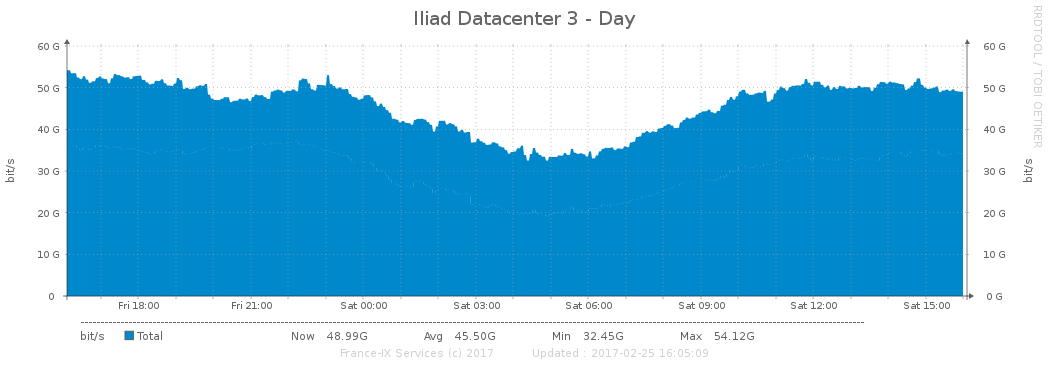 Iliad Datacenter 3 - Day
RRDTOOL / TOBI OETIKER
60 G 60 G
50 G 50 G
40 G 40 G
30 G 30 G
20 G 20 G
10 G 10 G
0 0 G
bit/s bit/s
Fri 18:00 Fri 21:00 Sat 00:00 Sat 03:00 Sat 06:00 Sat 09:00 Sat 12:00 Sat 15:00
bit/s Total Now 48.99G Avg 45.50G Min 32.45G Max 54.12G
France-IX Services (c) 2017 Updated : 2017-02-25 16:05:09